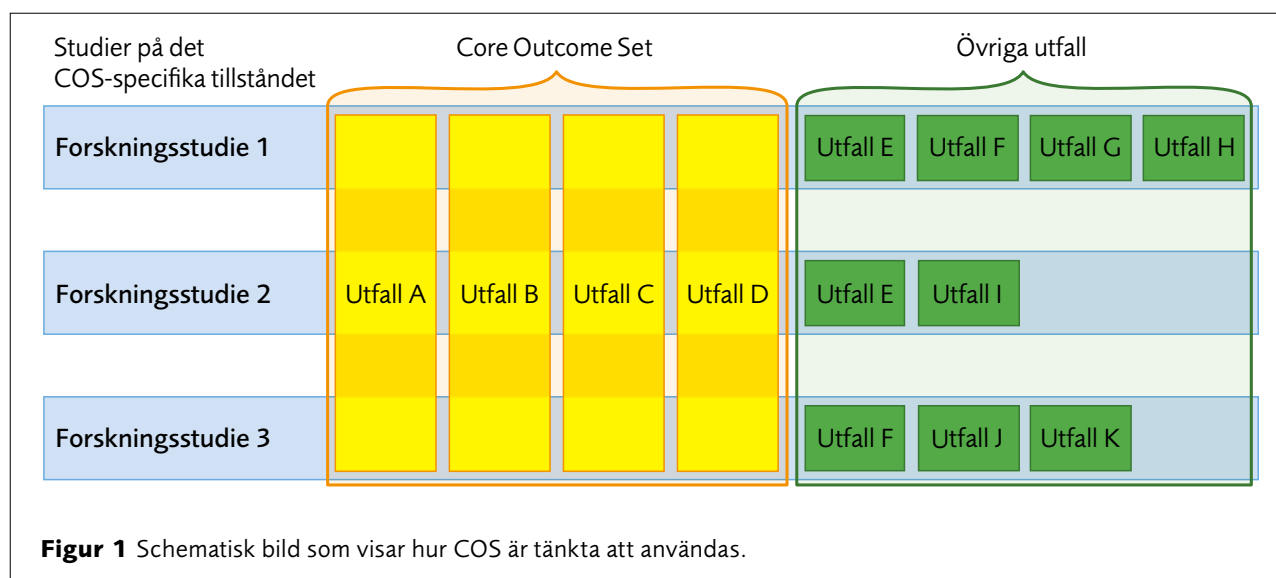 Studier på det
COS-specifika tillståndet
Core Outcome Set
Övriga utfall
Forskningsstudie 1
Utfall E
Utfall F
Utfall G
Utfall H
Forskningsstudie 2
Utfall A
Utfall B
Utfall C
Utfall D
Utfall E
Utfall I
Forskningsstudie 3
Utfall F
Utfall J
Utfall K
Figur 1 Schematisk bild som visar hur COS är tänkta att användas.